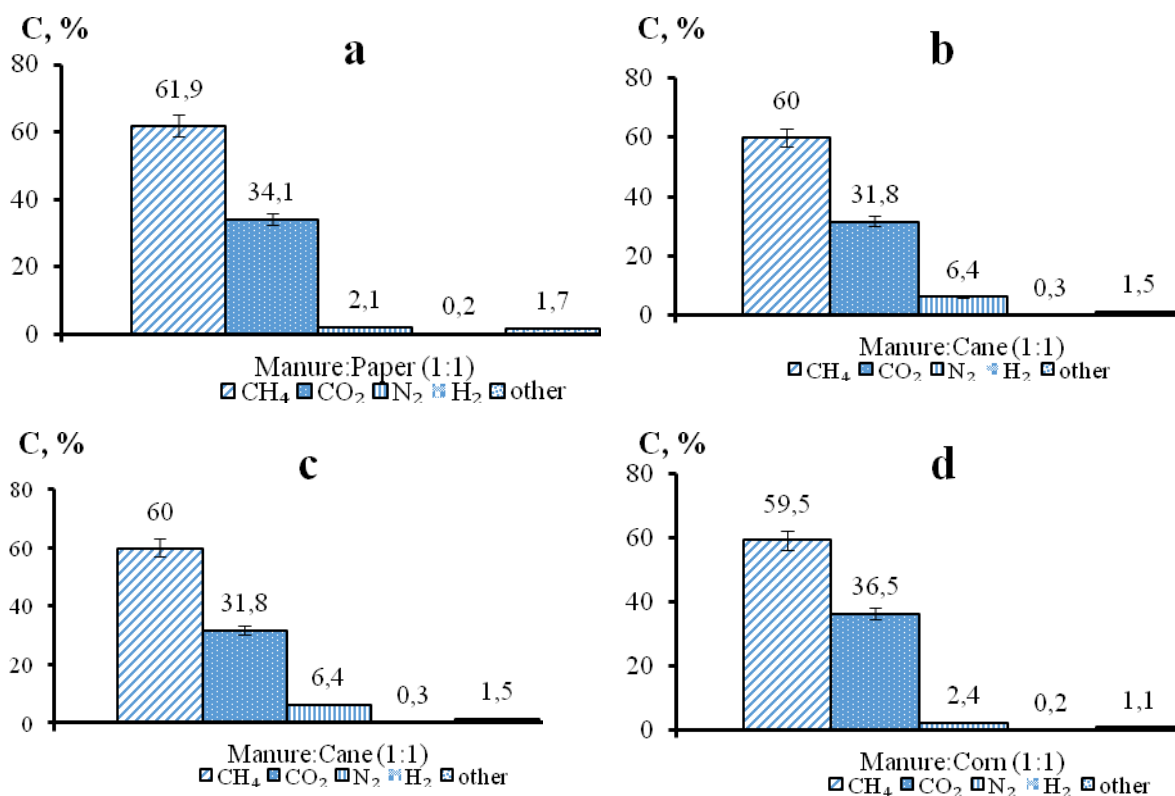 C, %
a
80
60
40
20
0
61,9
34,1
2,1
0,2
1,7
Manure:Paper (1:1)
CH₄ CO₂ N₂ H₂ other
C, %
b
80
60
40
20
0
60
31,8
6,4
0,3
1,5
Manure:Cane (1:1)
CH₄ CO₂ N₂ H₂ other
C, %
c
80
60
40
20
0
60
31,8
6,4
0,3
1,5
Manure:Cane (1:1)
CH₄ CO₂ N₂ H₂ other
C, %
d
80
60
40
20
0
59,5
36,5
2,4
0,2
1,1
Manure:Corn (1:1)
CH₄ CO₂ N₂ H₂ other